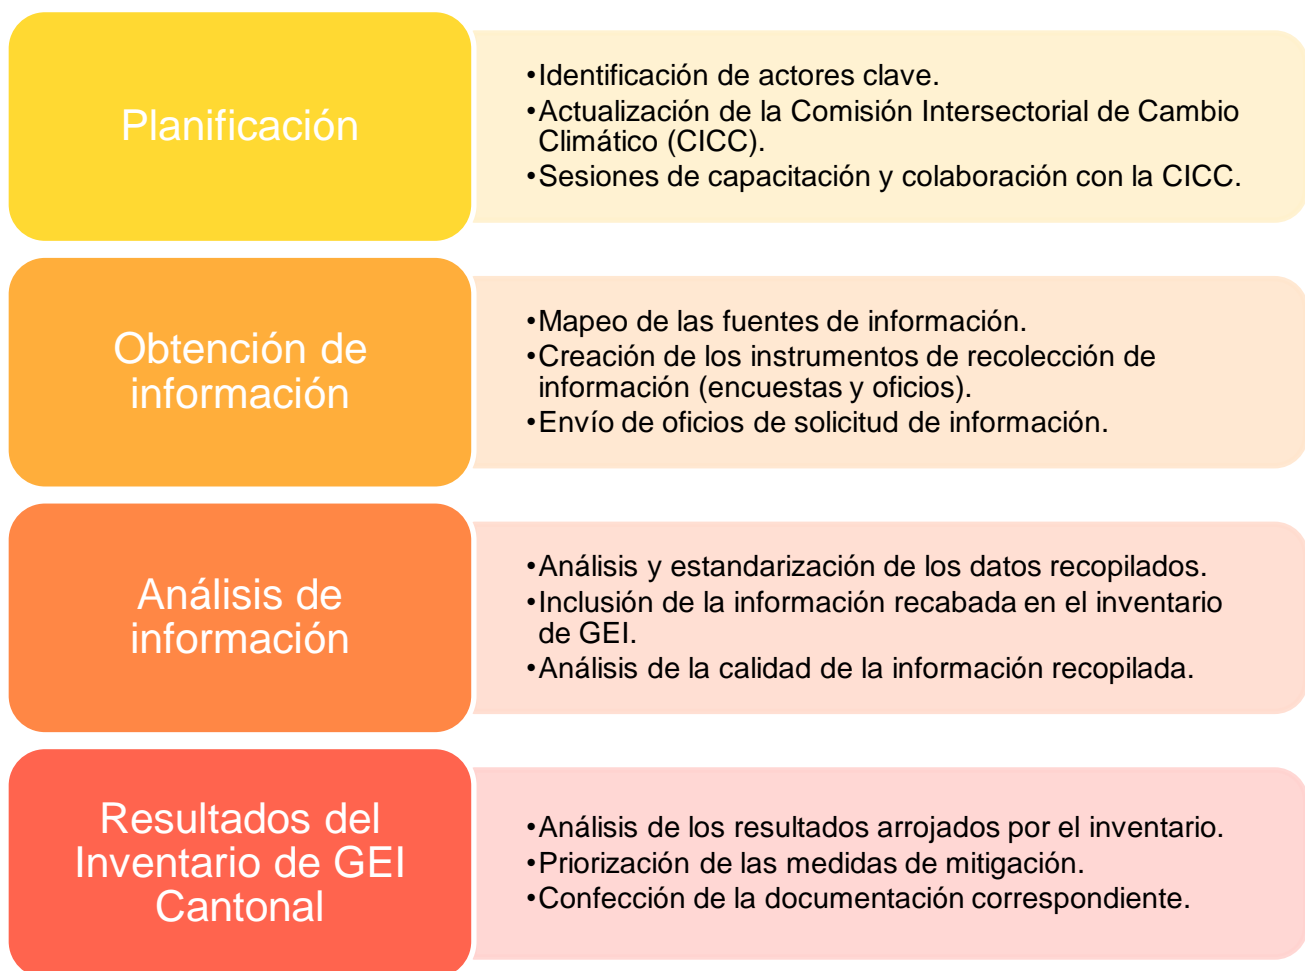 Planificación
•Identificación de actores clave.
•Actualización de la Comisión Intersectorial de Cambio
Climático (CICC).
•Sesiones de capacitación y colaboración con la CICC.
Obtención de
información
•Mapeo de las fuentes de información.
•Creación de los instrumentos de recolección de
información (encuestas y oficios).
•Envío de oficios de solicitud de información.
Análisis de
información
•Análisis y estandarización de los datos recopilados.
•Inclusión de la información recabada en el inventario
de GEI.
•Análisis de la calidad de la información recopilada.
Resultados del
Inventario de GEI
Cantonal
•Análisis de los resultados arrojados por el inventario.
•Priorización de las medidas de mitigación.
•Confección de la documentación correspondiente.